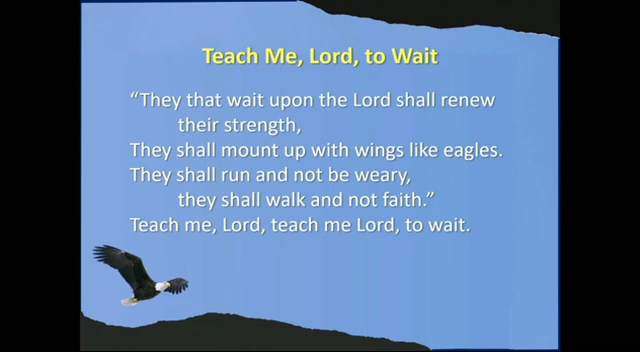 Teach Me, Lord, to Wait
“They that wait upon the Lord shall renew
their strength,
They shall mount up with wings like eagles.
They shall run and not be weary,
they shall walk and not faith.”
Teach me, Lord, teach me Lord, to wait.